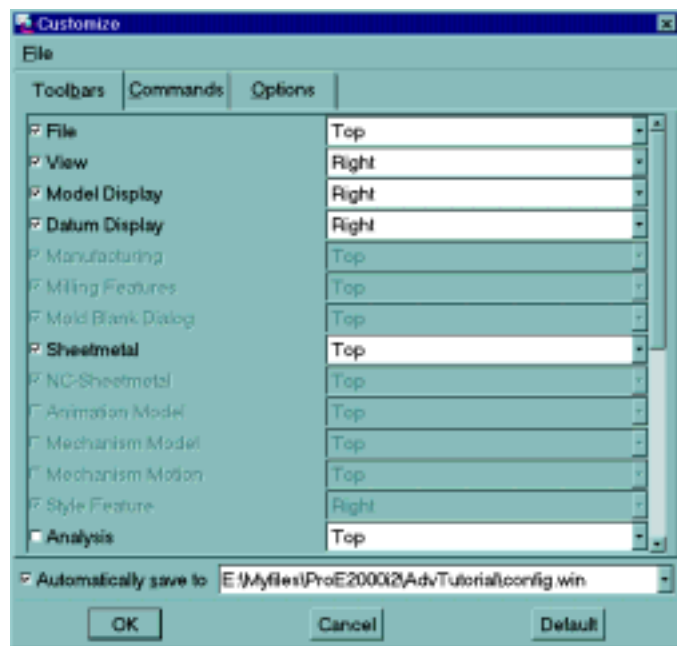 Customize
File
Toolbars Commands Options
File Top
View Right
Model Display Right
Datum Display Right
Manufacturing Top
Milling Features Top
Mold Blank Dialog Top
Sheetmetal Top
NC-Sheetmetal Top
Animation Model Top
Mechanism Model Top
Mechanism Motion Top
Style Feature Right
Analysis Top
Automatically save to E:\Myfiles\ProE2000i2\AdvTutorial\config.win
OK Cancel Default